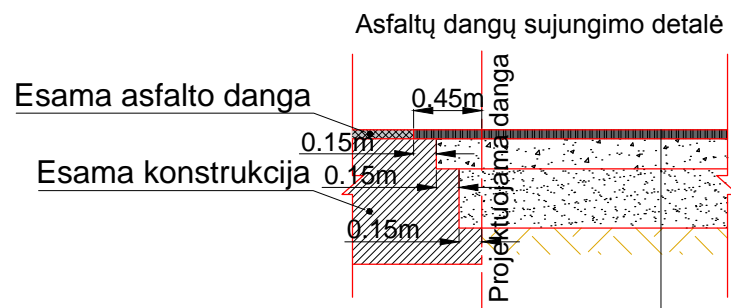 Asfaltų dangų sujungimo detalė
Esama asfalto danga
0.45m
0.15m
Esama konstrukcija
0.15m
0.15m
Projektuojama danga